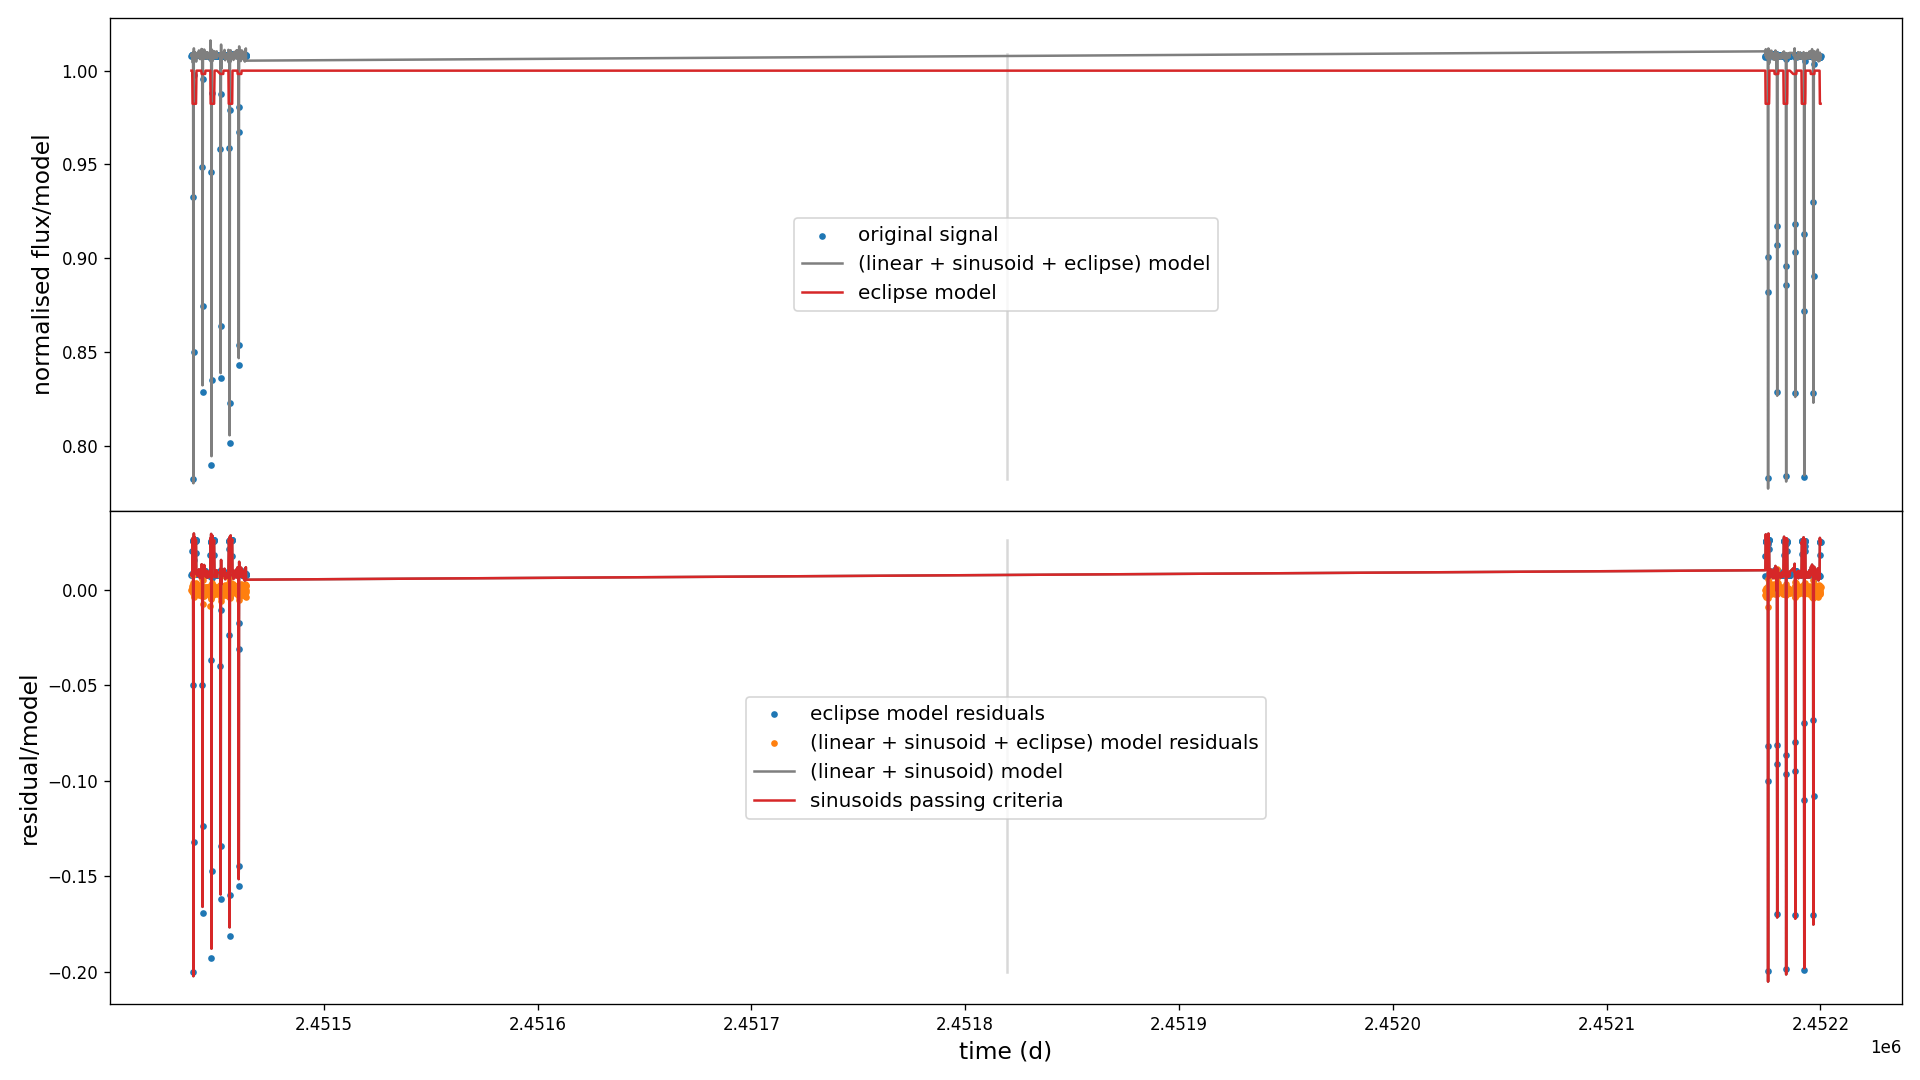 1.00
0.95
0.90
0.85
0.80
normalised flux/model
original signal
(linear + sinusoid + eclipse) model
eclipse model
0.00
−0.05
−0.10
−0.15
−0.20
residual/model
eclipse model residuals
(linear + sinusoid + eclipse) model residuals
(linear + sinusoid) model
sinusoids passing criteria
2.4515 2.4516 2.4517 2.4518 2.4519 2.4520 2.4521 2.4522
1e6
time (d)